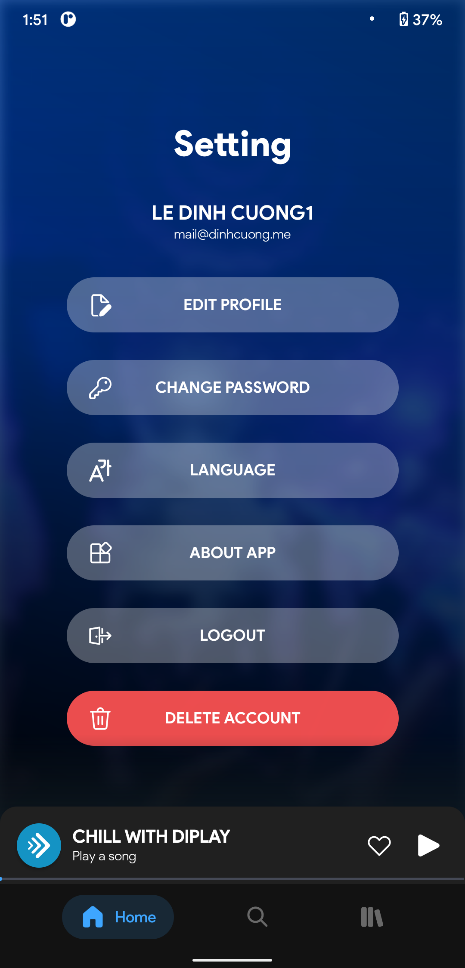 1:51
37%
Setting
LE DINH CUONG1
mail@dinhcuong.me
EDIT PROFILE
CHANGE PASSWORD
LANGUAGE
ABOUT APP
LOGOUT
DELETE ACCOUNT
CHILL WITH DIPLAY
Play a song
Home